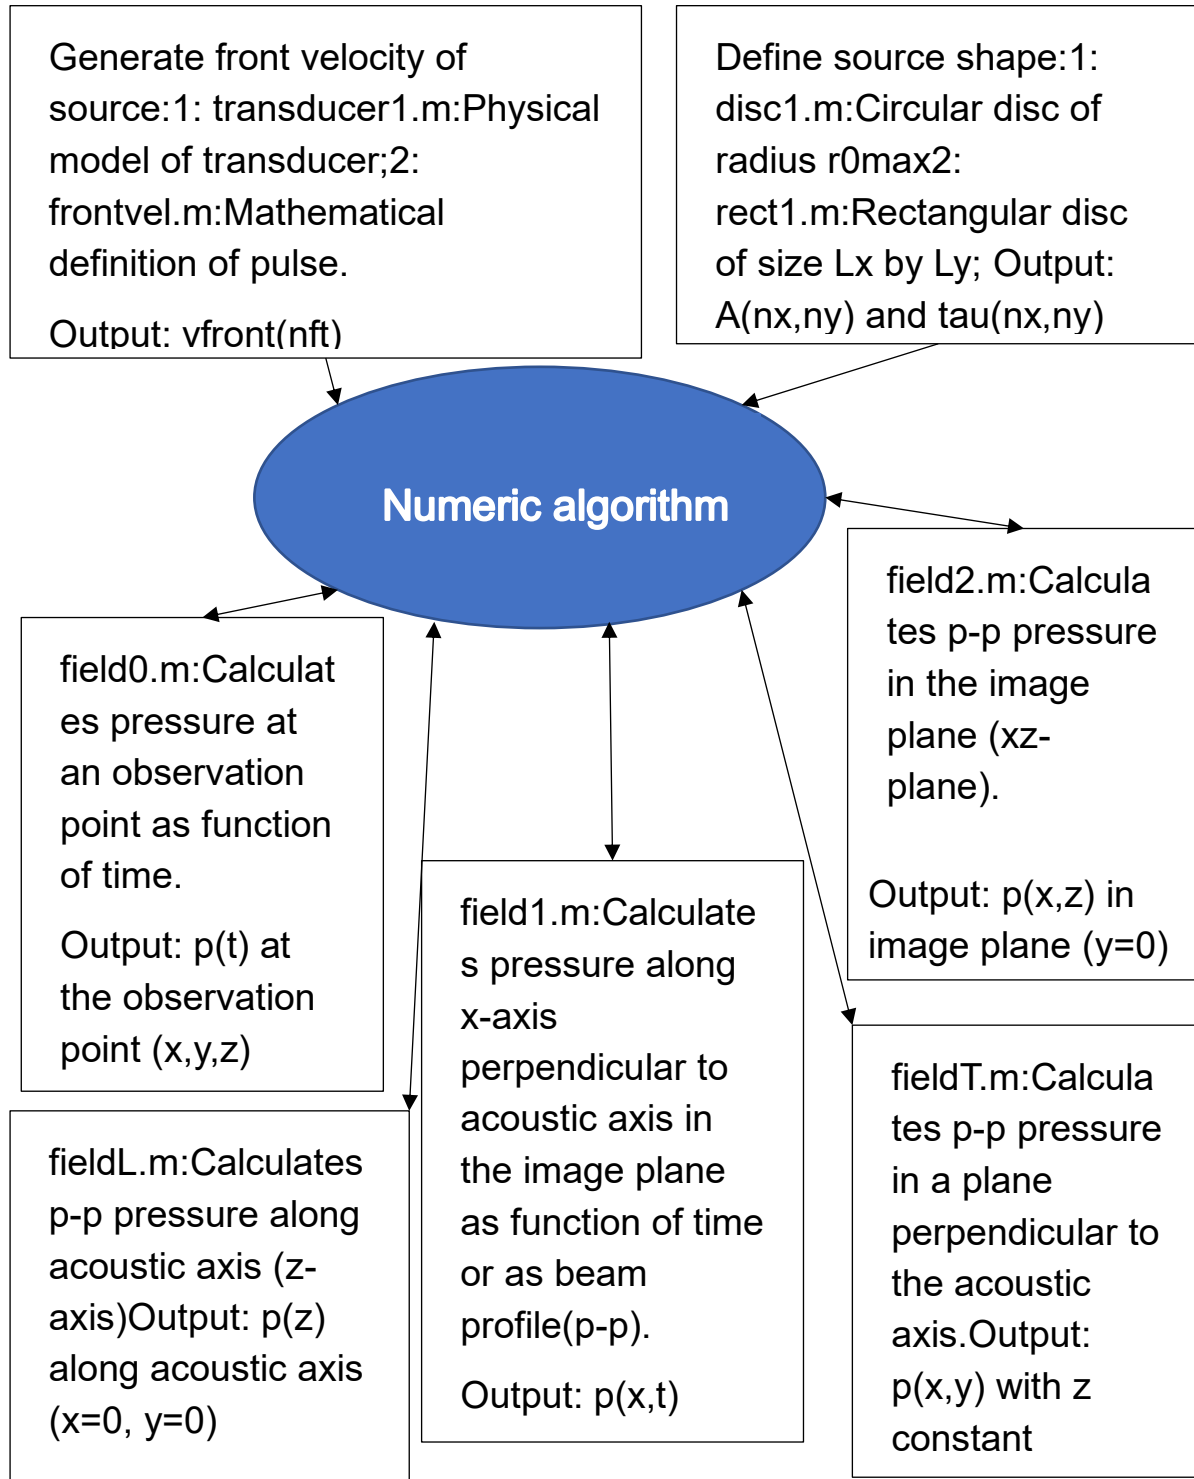 Generate front velocity of
source:1: transducer1.m:Physical
model of transducer;2:
frontvel.m:Mathematical
definition of pulse.
Output: vfront(nft)
Define source shape:1:
disc1.m:Circular disc of
radius r0max2:
rect1.m:Rectangular disc
of size Lx by Ly; Output:
A(nx,ny) and tau(nx,ny)
Numeric algorithm
field0.m:Calculat
es pressure at
an observation
point as function
of time.
Output: p(t) at
the observation
point (x,y,z)
field2.m:Calcula
tes p-p pressure
in the image
plane (xz-
plane).
Output: p(x,z) in
image plane (y=0)
fieldL.m:Calculates
p-p pressure along
acoustic axis (z-
axis)Output: p(z)
along acoustic axis
(x=0, y=0)
field1.m:Calculate
s pressure along
x-axis
perpendicular to
acoustic axis in
the image plane
as function of time
or as beam
profile(p-p).
Output: p(x,t)
fieldT.m:Calcula
tes p-p pressure
in a plane
perpendicular to
the acoustic
axis.Output:
p(x,y) with z
constant